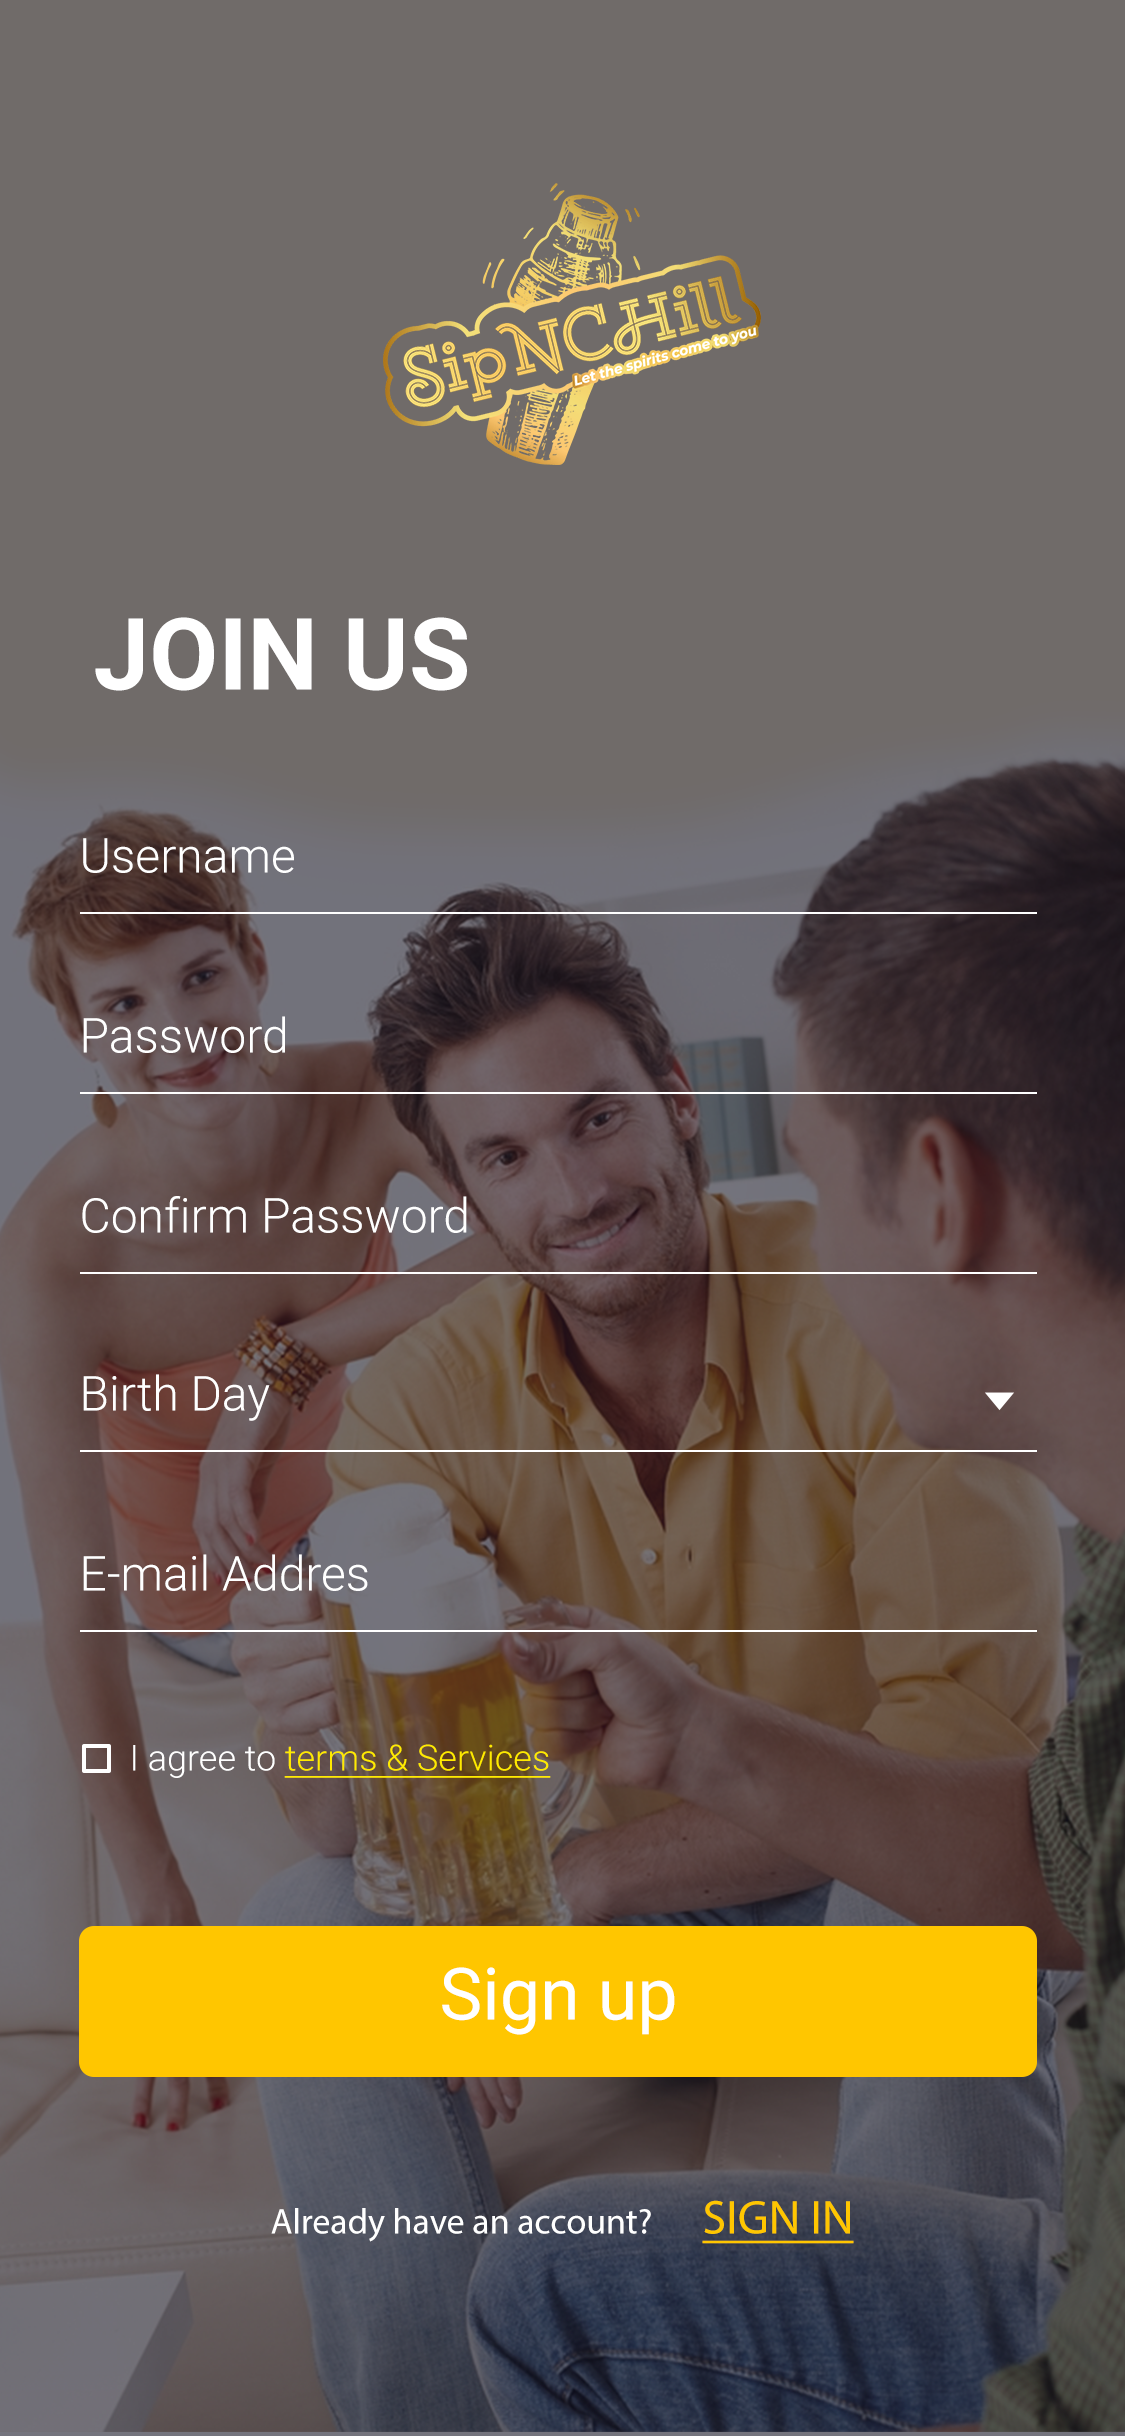 SipNCHill
Let the spirits come to you
JOIN US
Username
Password
Confirm Password
Birth Day
E-mail Addres
I agree to terms & Services
Sign up
Already have an account? SIGN IN